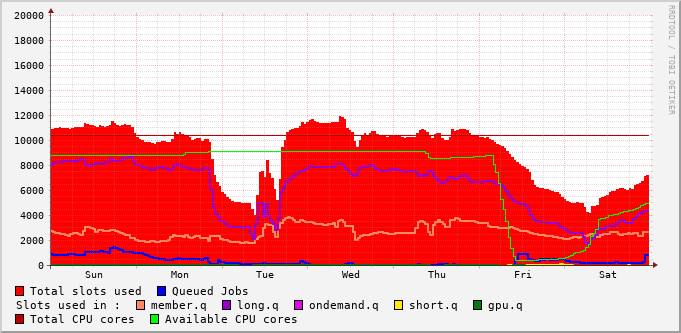 20000
18000
16000
14000
12000
10000
8000
6000
4000
2000
0
Sun Mon Tue Wed Thu Fri Sat
Total slots used Queued Jobs
Slots used in : member.q long.q ondemand.q short.q gpu.q
Total CPU cores Available CPU cores
RRDTOOL / TOBI OETIKER